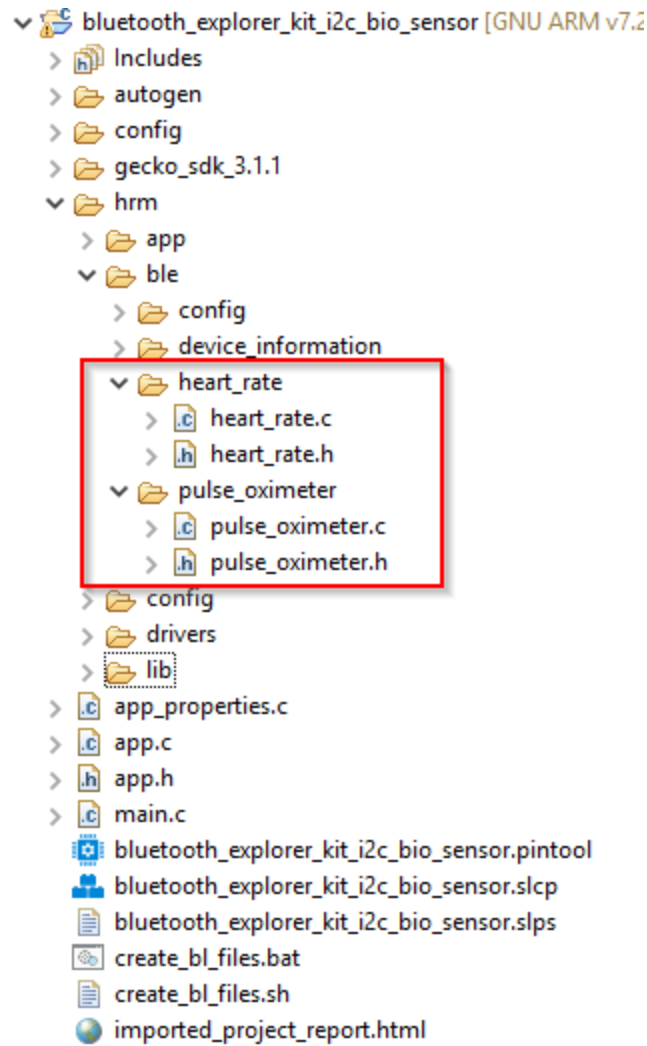 bluetooth_explorer_kit_i2c_bio_sensor [GNU ARM v7.2
Includes
autogen
config
gecko_sdk_3.1.1
hrm
app
ble
config
device_information
heart_rate
.c heart_rate.c
.h heart_rate.h
pulse_oximeter
.c pulse_oximeter.c
.h pulse_oximeter.h
config
drivers
lib
.c app_properties.c
.c app.c
.h app.h
.c main.c
bluetooth_explorer_kit_i2c_bio_sensor.pintool
bluetooth_explorer_kit_i2c_bio_sensor.slcp
bluetooth_explorer_kit_i2c_bio_sensor.slps
create_bl_files.bat
create_bl_files.sh
imported_project_report.html